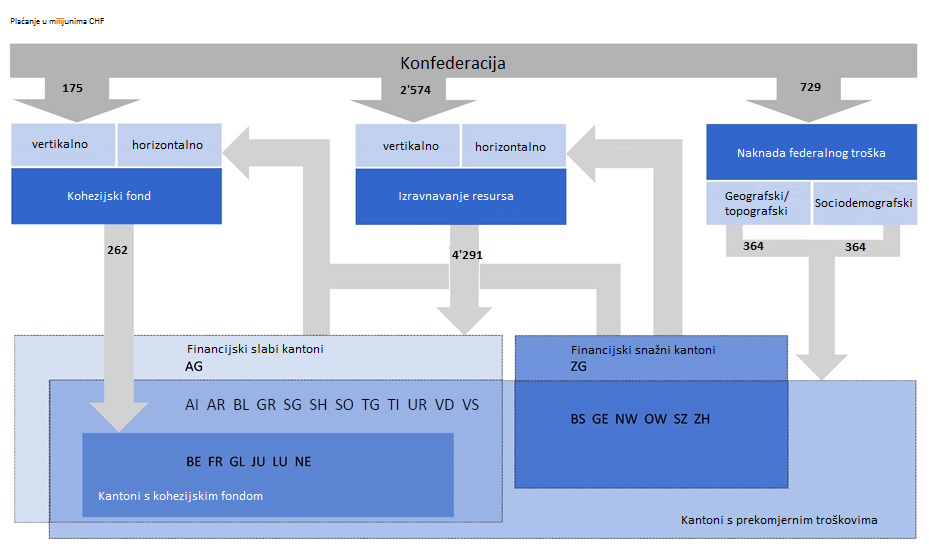 Plaćanje u milijunima CHF
Konfederacija
175
2'574
729
vertikalno
horizontalno
vertikalno
horizontalno
Naknada federalnog troška
Kohezijski fond
Izravnavanje resursa
Geografski/
topografski
Sociodemografski
262
4'291
364
364
Financijski slabi kantoni
AG
Financijski snažni kantoni
ZG
AI AR BL GR SG SH SO TG TI UR VD VS
BS GE NW OW SZ ZH
BE FR GL JU LU NE
Kantoni s kohezijskim fondom
Kantoni s prekomjernim troškovima